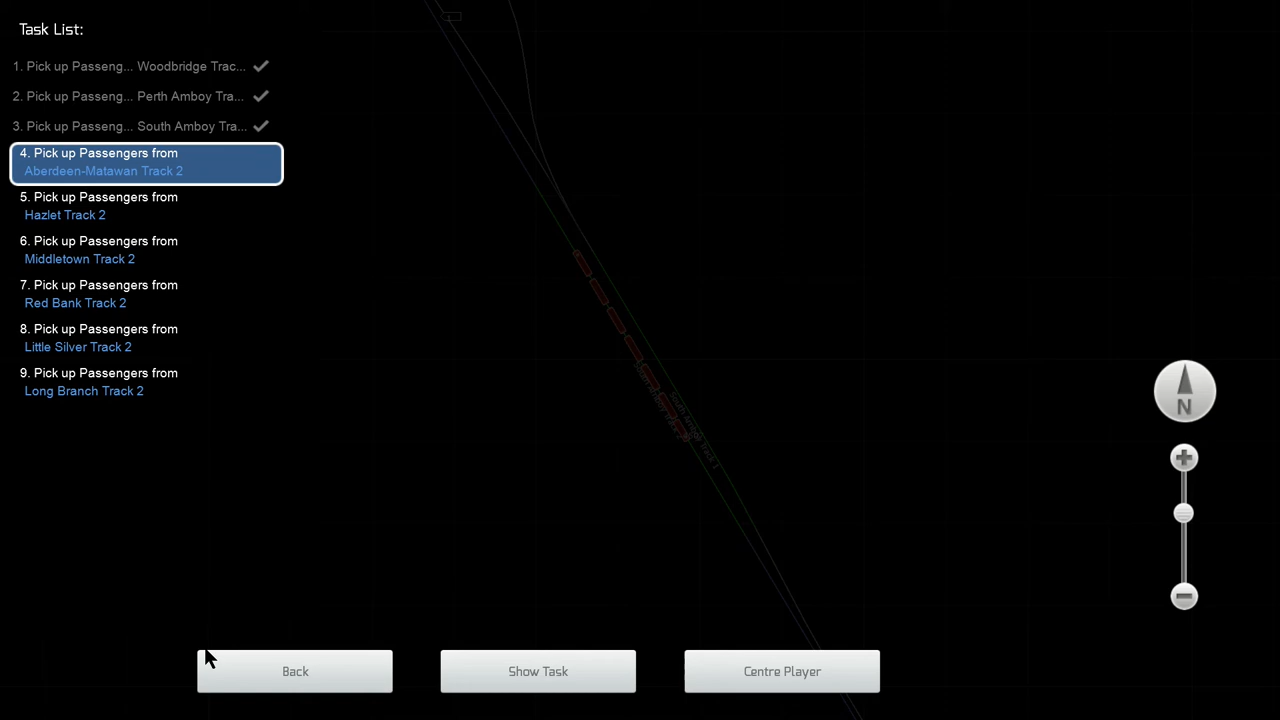 Task List:
1. Pick up Passeng... Woodbridge Trac...
2. Pick up Passeng... Perth Amboy Tra...
3. Pick up Passeng... South Amboy Tra...
4. Pick up Passengers from
Aberdeen-Matawan Track 2
5. Pick up Passengers from
Hazlet Track 2
6. Pick up Passengers from
Middletown Track 2
7. Pick up Passengers from
Red Bank Track 2
8. Pick up Passengers from
Little Silver Track 2
9. Pick up Passengers from
Long Branch Track 2
South Amboy Track 1
N
Back
Show Task
Centre Player